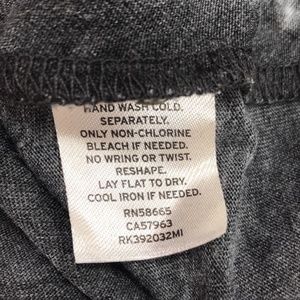 HAND WASH COLD.
SEPARATELY.
ONLY NON-CHLORINE
BLEACH IF NEEDED.
NO WRING OR TWIST.
RESHAPE.
LAY FLAT TO DRY.
COOL IRON IF NEEDED.
RN58665
CA57963
RK392032MI